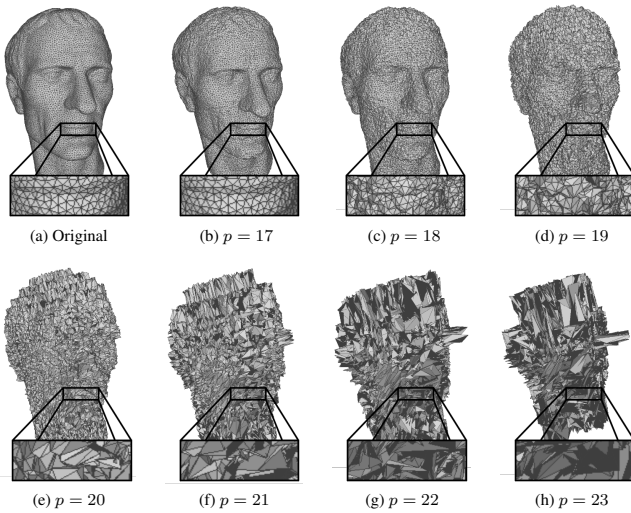 (a) Original
(b) p = 17
(c) p = 18
(d) p = 19
(e) p = 20
(f) p = 21
(g) p = 22
(h) p = 23